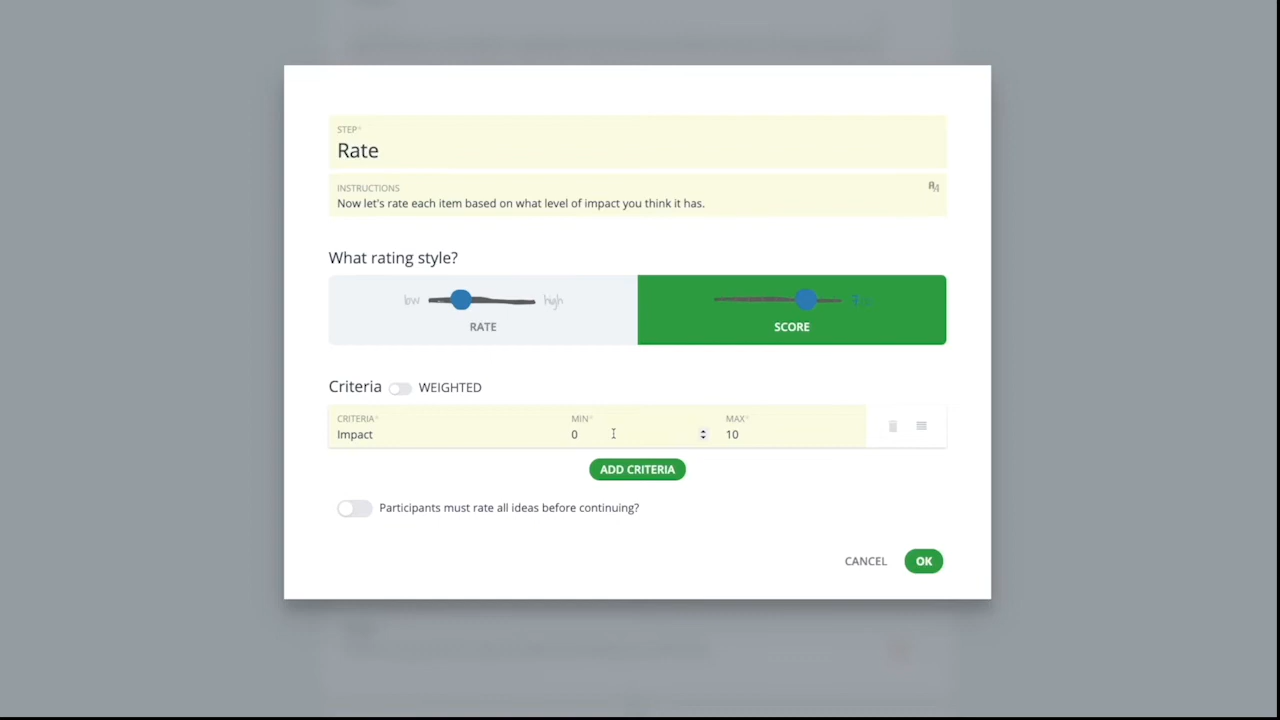 STEP*
Rate
INSTRUCTIONS
Now let's rate each item based on what level of impact you think it has.
What rating style?
low high
RATE
SCORE
Criteria WEIGHTED
CRITERIA* MIN* MAX*
Impact 0 10
ADD CRITERIA
Participants must rate all ideas before continuing?
CANCEL OK